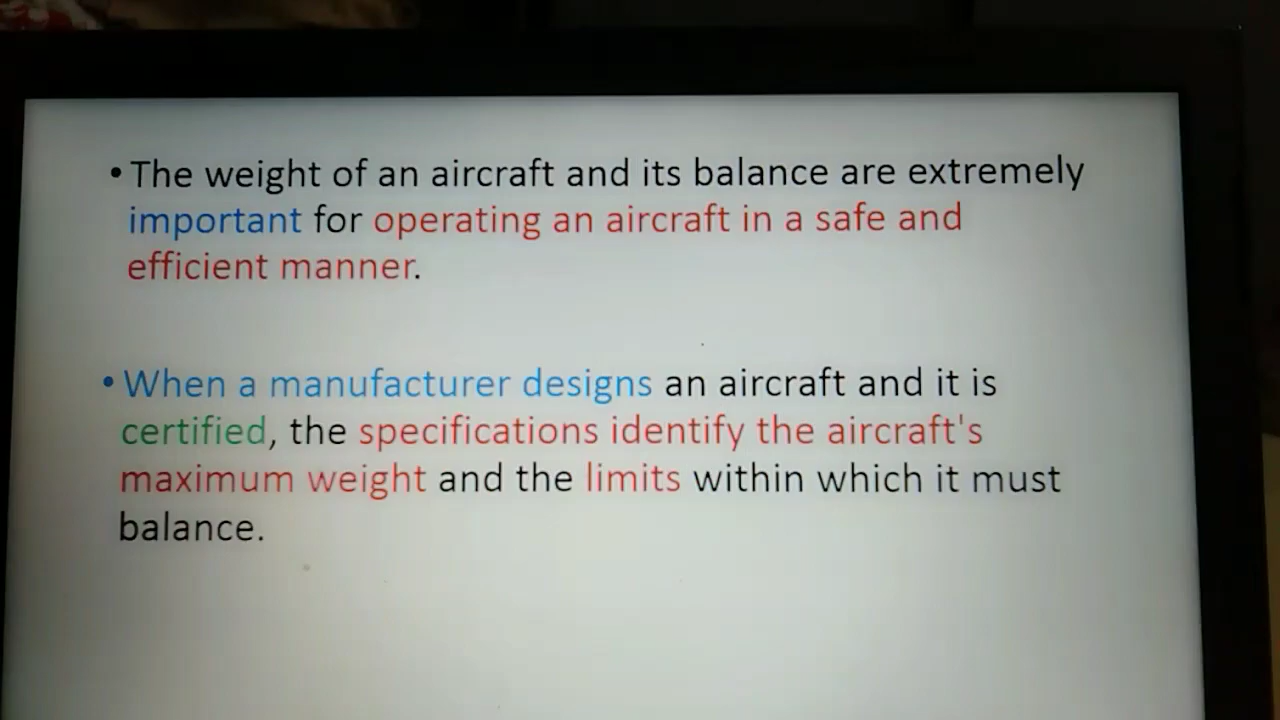 • The weight of an aircraft and its balance are extremely
important for operating an aircraft in a safe and
efficient manner.
• When a manufacturer designs an aircraft and it is
certified, the specifications identify the aircraft's
maximum weight and the limits within which it must
balance.